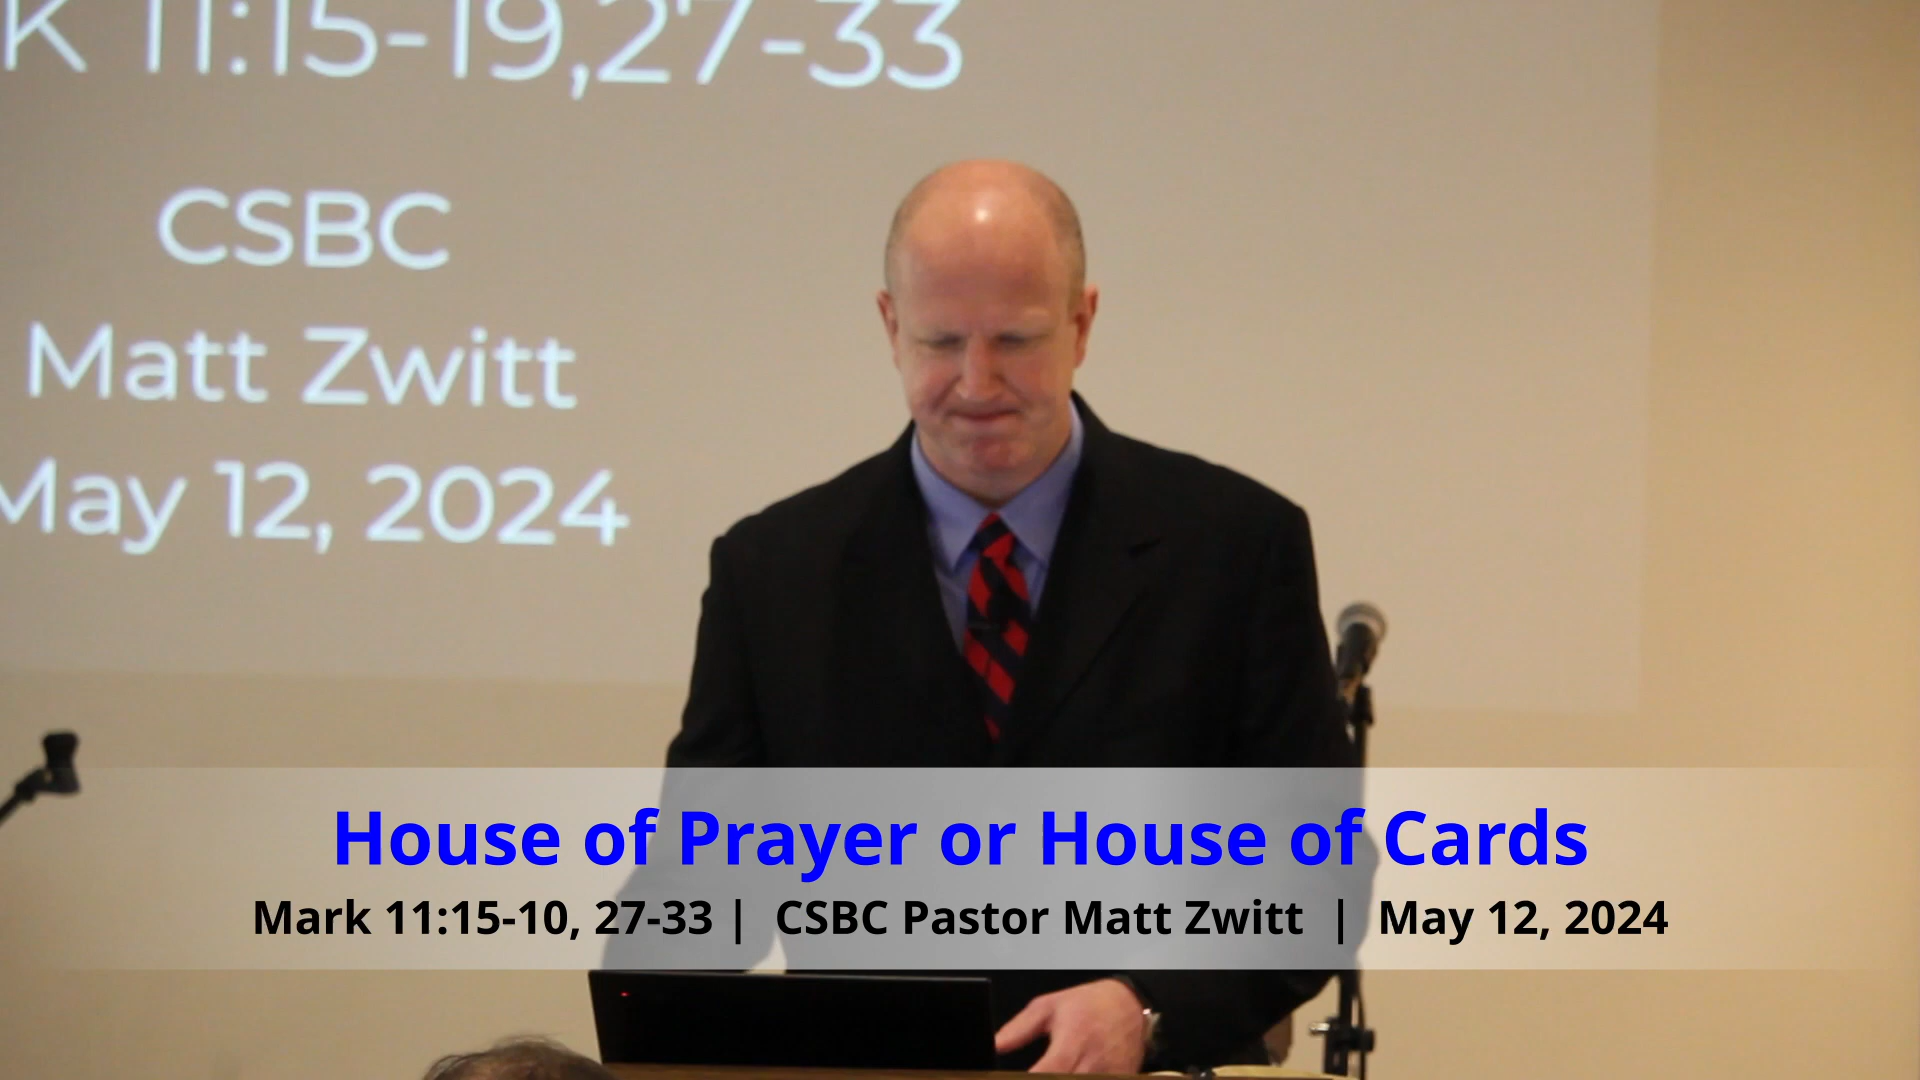 K 11:15-19,27-33
CSBC
Matt Zwitt
May 12, 2024
House of Prayer or House of Cards
Mark 11:15-10, 27-33 | CSBC Pastor Matt Zwitt | May 12, 2024